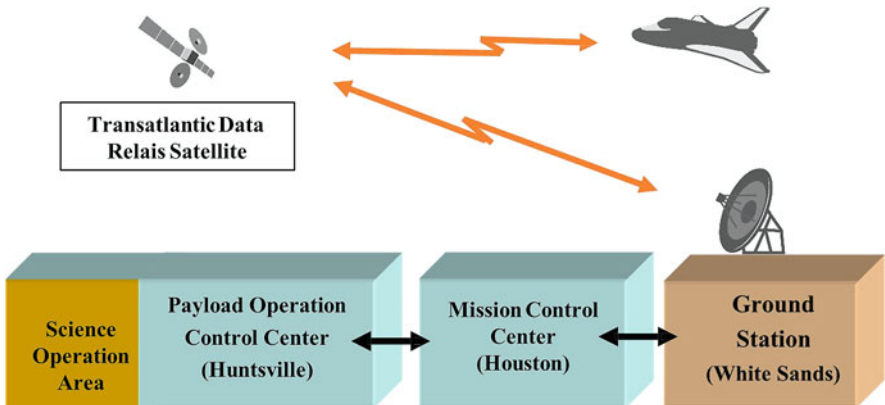 Transatlantic Data
Relais Satellite
Science
Operation
Area
Payload Operation
Control Center
(Huntsville)
Mission Control
Center
(Houston)
Ground
Station
(White Sands)